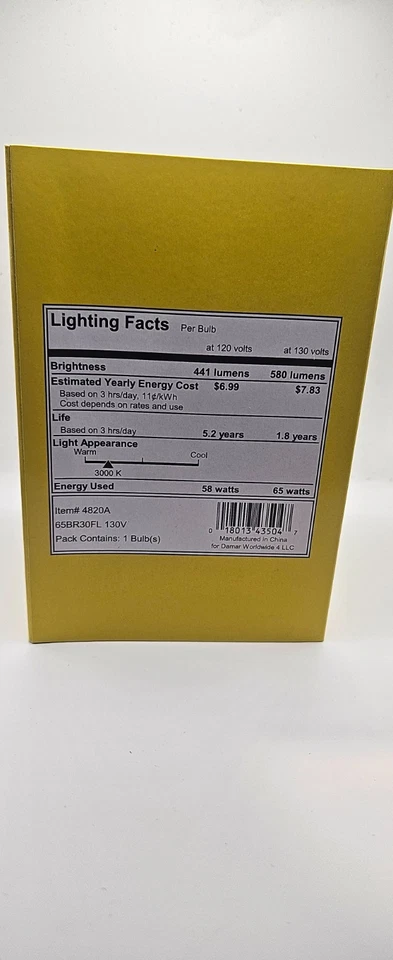 Lighting Facts Per Bulb
at 120 volts at 130 volts
Brightness 441 lumens 580 lumens
Estimated Yearly Energy Cost $6.99 $7.83
Based on 3 hrs/day, 11¢/kWh
Cost depends on rates and use
Life
Based on 3 hrs/day 5.2 years 1.8 years
Light Appearance
Warm Cool
3000 K
Energy Used 58 watts 65 watts
Item# 4820A
65BR30FL 130V
Pack Contains: 1 Bulb(s)
0 18013 43504 7
Manufactured In China
for Damar Worldwide 4 LLC